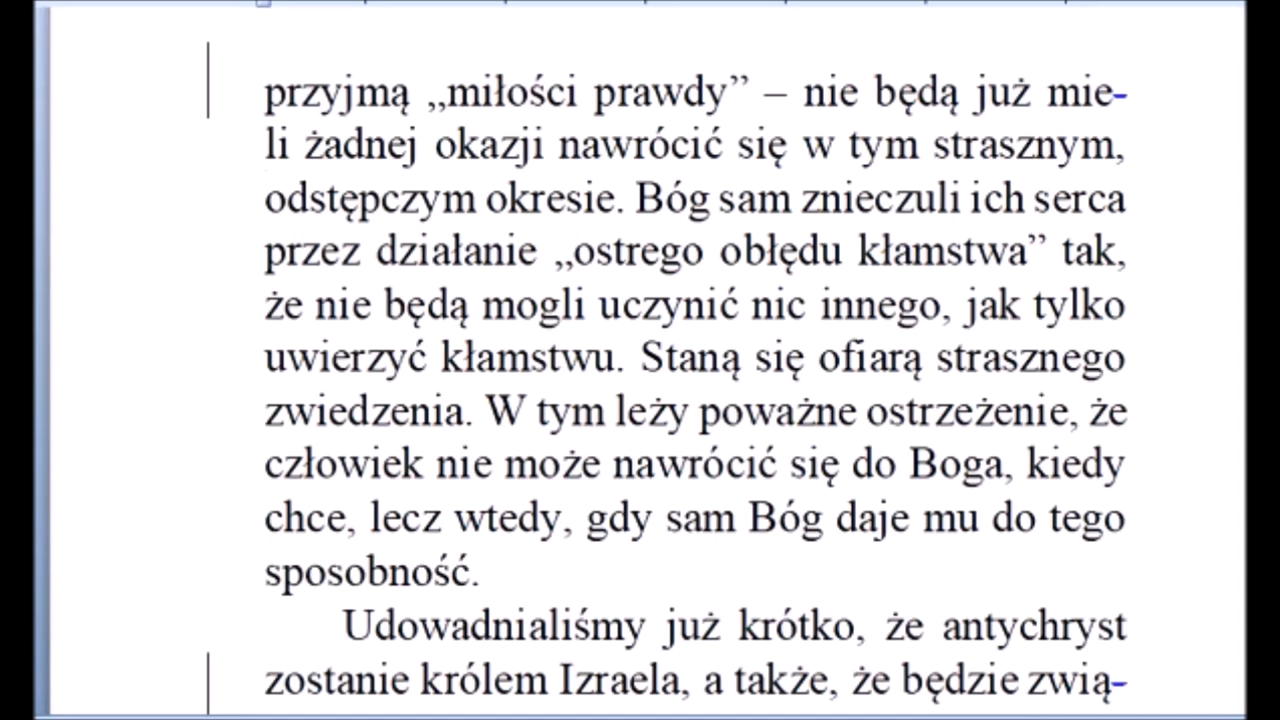 przyjmą „miłości prawdy” – nie będą już mie-
li żadnej okazji nawrócić się w tym strasznym,
odstępczym okresie. Bóg sam znieczuli ich serca
przez działanie „ostrego obłędu kłamstwa” tak,
że nie będą mogli uczynić nic innego, jak tylko
uwierzyć kłamstwu. Staną się ofiarą strasznego
zwiedzenia. W tym leży poważne ostrzeżenie, że
człowiek nie może nawrócić się do Boga, kiedy
chce, lecz wtedy, gdy sam Bóg daje mu do tego
sposobność.
Udowadnialiśmy już krótko, że antychryst
zostanie królem Izraela, a także, że będzie zwią-